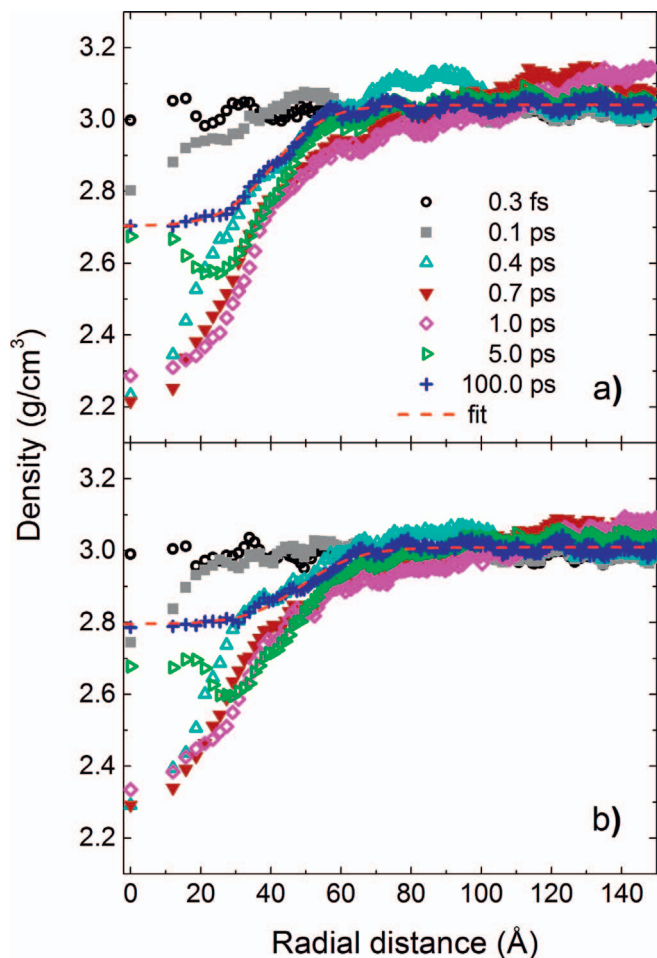 3.2
3.0
2.8
2.6
2.4
2.2
0.3 fs
0.1 ps
0.4 ps
0.7 ps
1.0 ps
5.0 ps
100.0 ps
fit
a)
3.2
3.0
2.8
2.6
2.4
2.2
b)
0 20 40 60 80 100 120 140
Density (g/cm³)
Radial distance (Å)